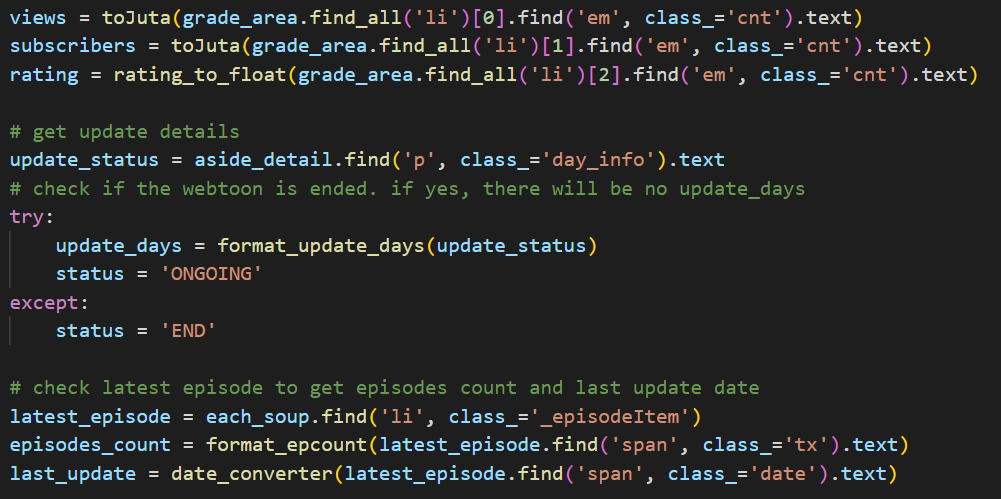 views = toJuta(grade_area.find_all('li')[0].find('em', class_='cnt').text)
subscribers = toJuta(grade_area.find_all('li')[1].find('em', class_='cnt').text)
rating = rating_to_float(grade_area.find_all('li')[2].find('em', class_='cnt').text)

# get update details
update_status = aside_detail.find('p', class_='day_info').text
# check if the webtoon is ended. if yes, there will be no update_days
try:
    update_days = format_update_days(update_status)
    status = 'ONGOING'
except:
    status = 'END'

# check latest episode to get episodes count and last update date
latest_episode = each_soup.find('li', class_='_episodeItem')
episodes_count = format_epcount(latest_episode.find('span', class_='tx').text)
last_update = date_converter(latest_episode.find('span', class_='date').text)